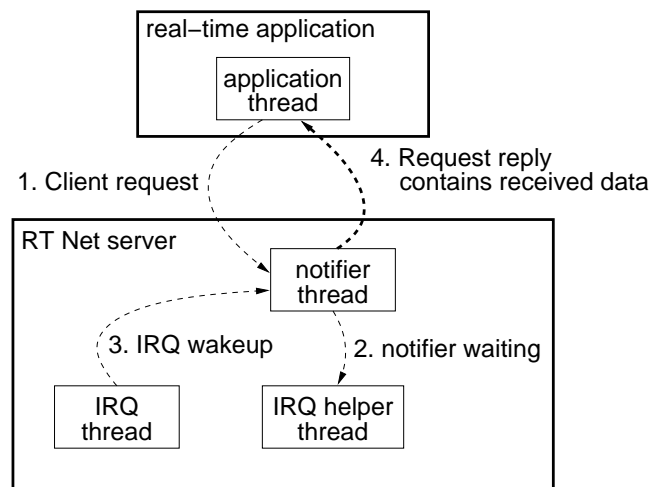 real−time application
application
thread
1. Client request
4. Request reply
contains received data
RT Net server
notifier
thread
3. IRQ wakeup
2. notifier waiting
IRQ
thread
IRQ helper
thread